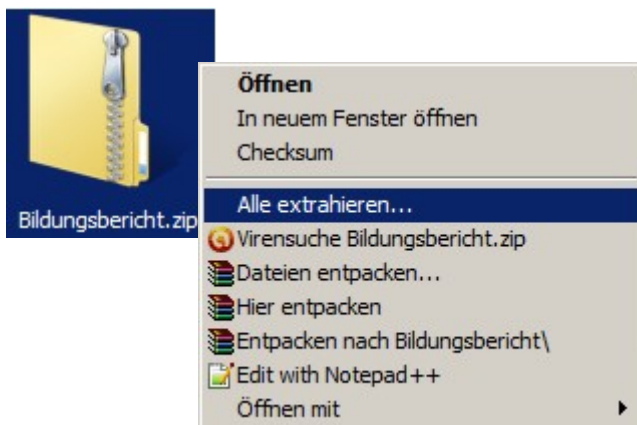 Bildungsbericht.zip
Öffnen
In neuem Fenster öffnen
Checksum
Alle extrahieren...
Virensuche Bildungsbericht.zip
Dateien entpacken...
Hier entpacken
Entpacken nach Bildungsbericht\
Edit with Notepad++
Öffnen mit